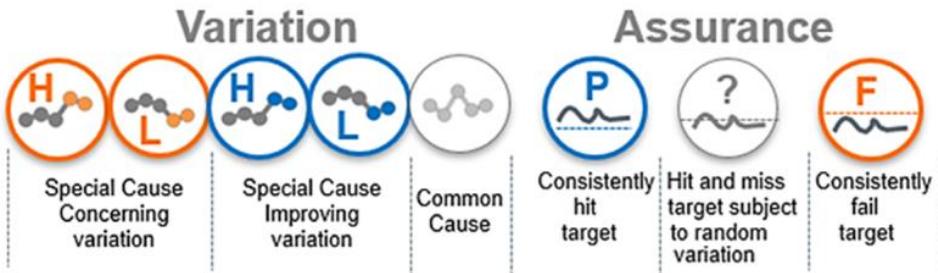 Variation
Assurance
H
L
H
L
P
?
F
Special Cause
Concerning
variation
Special Cause
Improving
variation
Common
Cause
Consistently
hit
target
Hit and miss
target subject
to random
variation
Consistently
fail
target